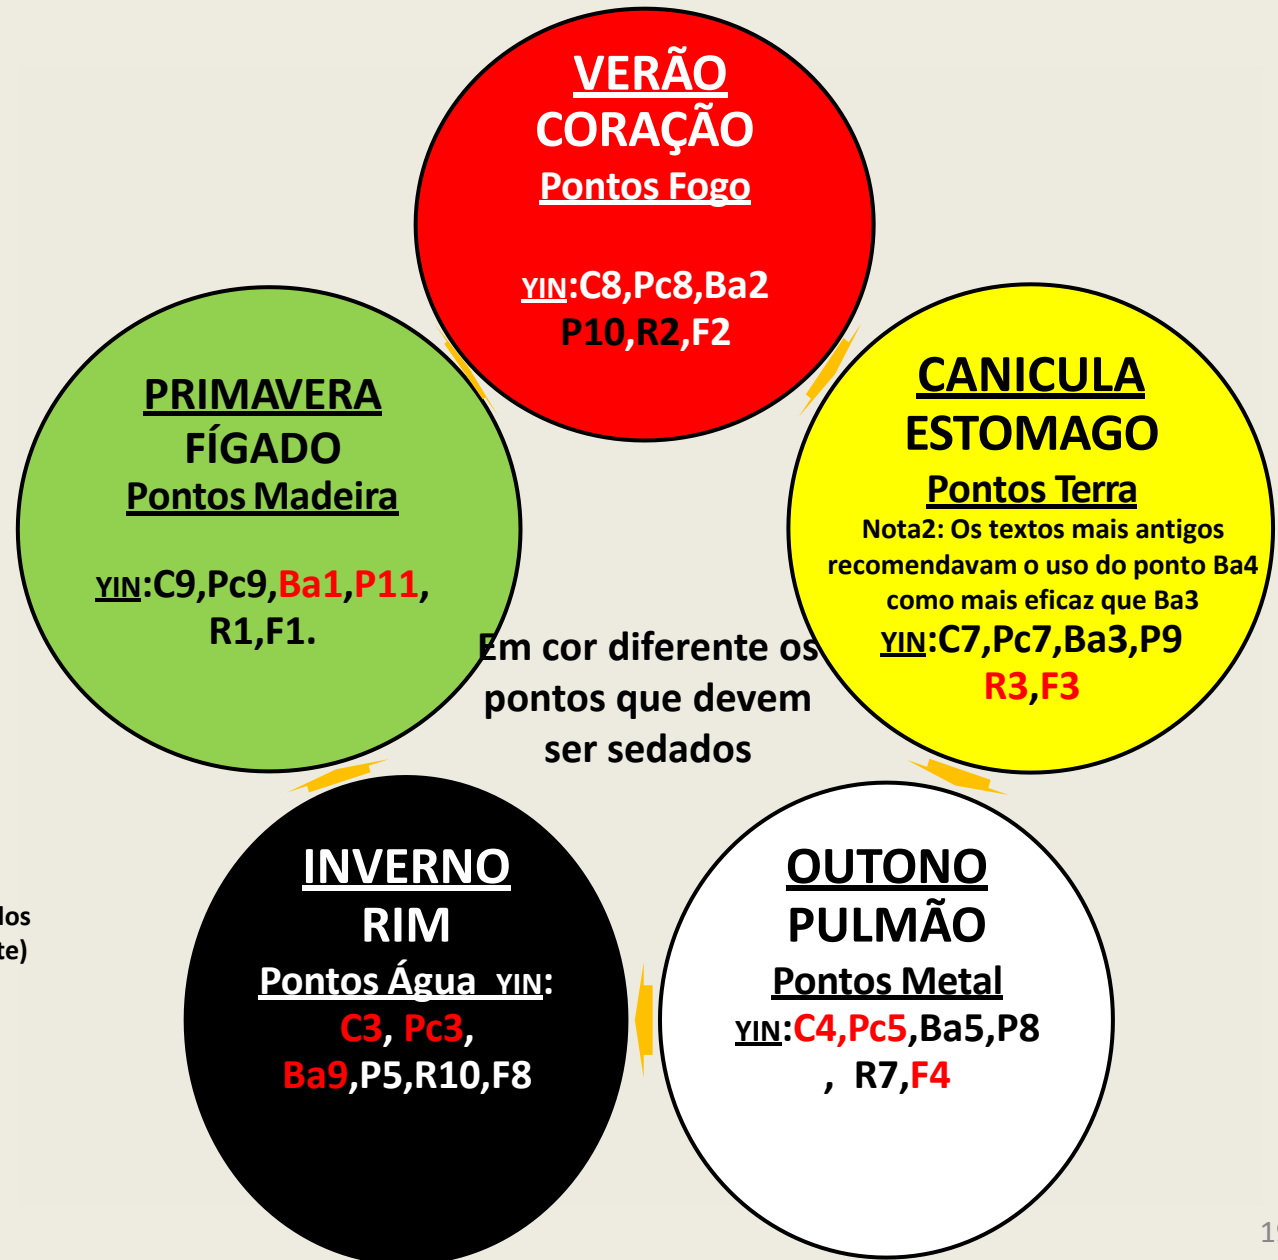 VERÃO
CORAÇÃO
Pontos Fogo
YIN:C8,Pc8,Ba2
P10,R2,F2
PRIMAVERA
FÍGADO
Pontos Madeira
YIN:C9,Pc9,Ba1,P11,
R1,F1.
CANICULA
ESTOMAGO
Pontos Terra
Nota2: Os textos mais antigos
recomendavam o uso do ponto Ba4
como mais eficaz que Ba3
YIN:C7,Pc7,Ba3,P9
R3,F3
Em cor diferente os
pontos que devem
ser sedados
INVERNO
RIM
Pontos Água YIN:
C3, Pc3,
Ba9,P5,R10,F8
OUTONO
PULMÃO
Pontos Metal
YIN:C4,Pc5,Ba5,P8
, R7,F4